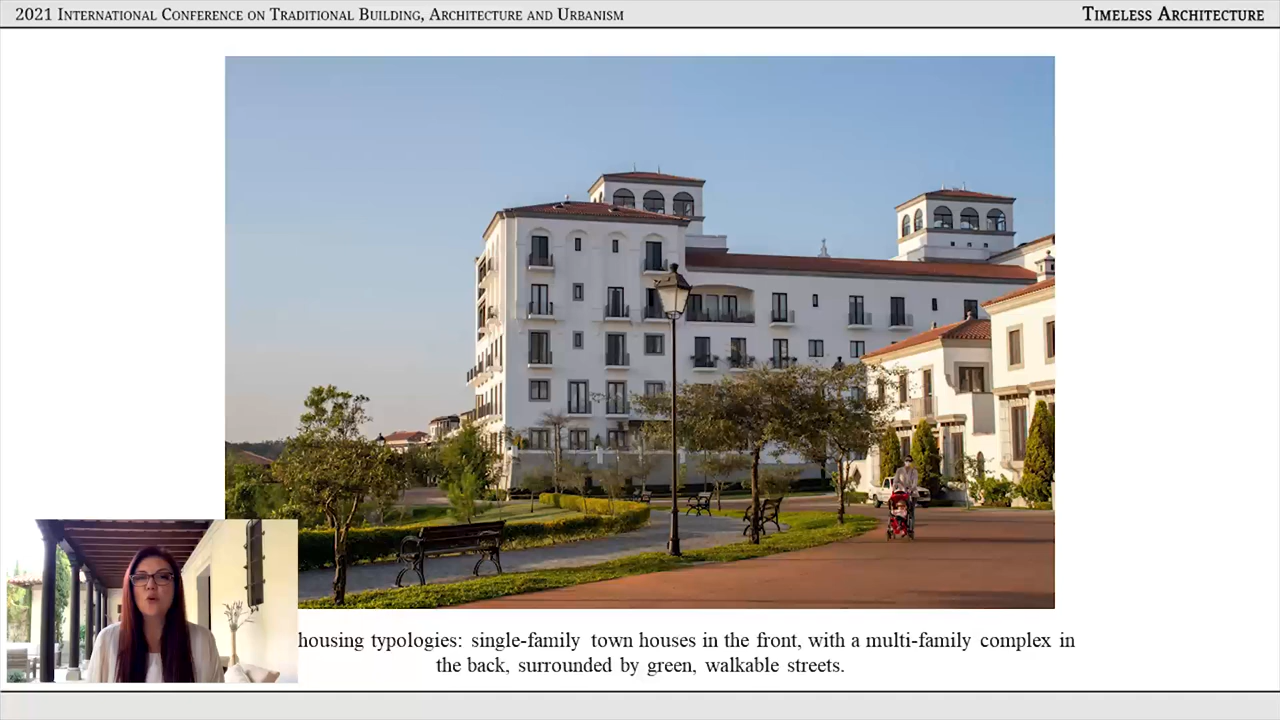 2021 International Conference on Traditional Building, Architecture and Urbanism
Timeless Architecture
housing typologies: single-family town houses in the front, with a multi-family complex in
the back, surrounded by green, walkable streets.